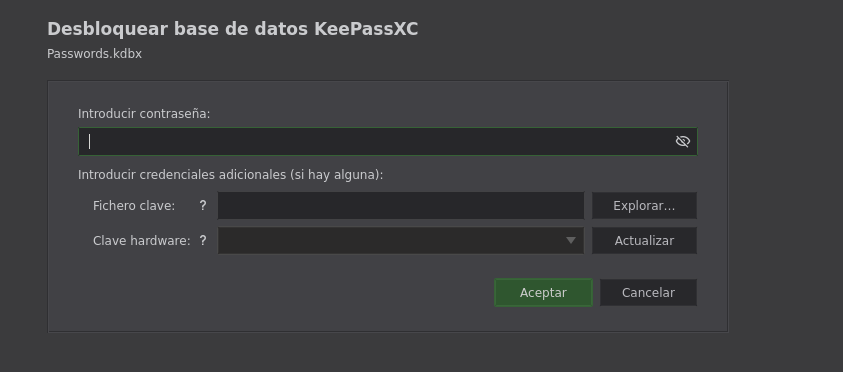 Desbloquear base de datos KeePassXC
Passwords.kdbx
Introducir contraseña:
Introducir credenciales adicionales (si hay alguna):
Fichero clave: ? Explorar...
Clave hardware: ? Actualizar
Aceptar Cancelar